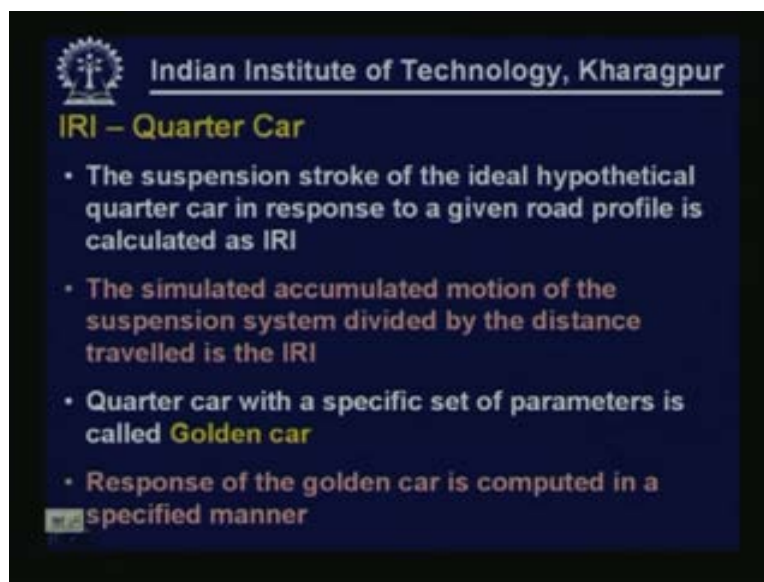 Indian Institute of Technology, Kharagpur
IRI – Quarter Car
• The suspension stroke of the ideal hypothetical
quarter car in response to a given road profile is
calculated as IRI
• The simulated accumulated motion of the
suspension system divided by the distance
travelled is the IRI
• Quarter car with a specific set of parameters is
called Golden car
• Response of the golden car is computed in a
specified manner